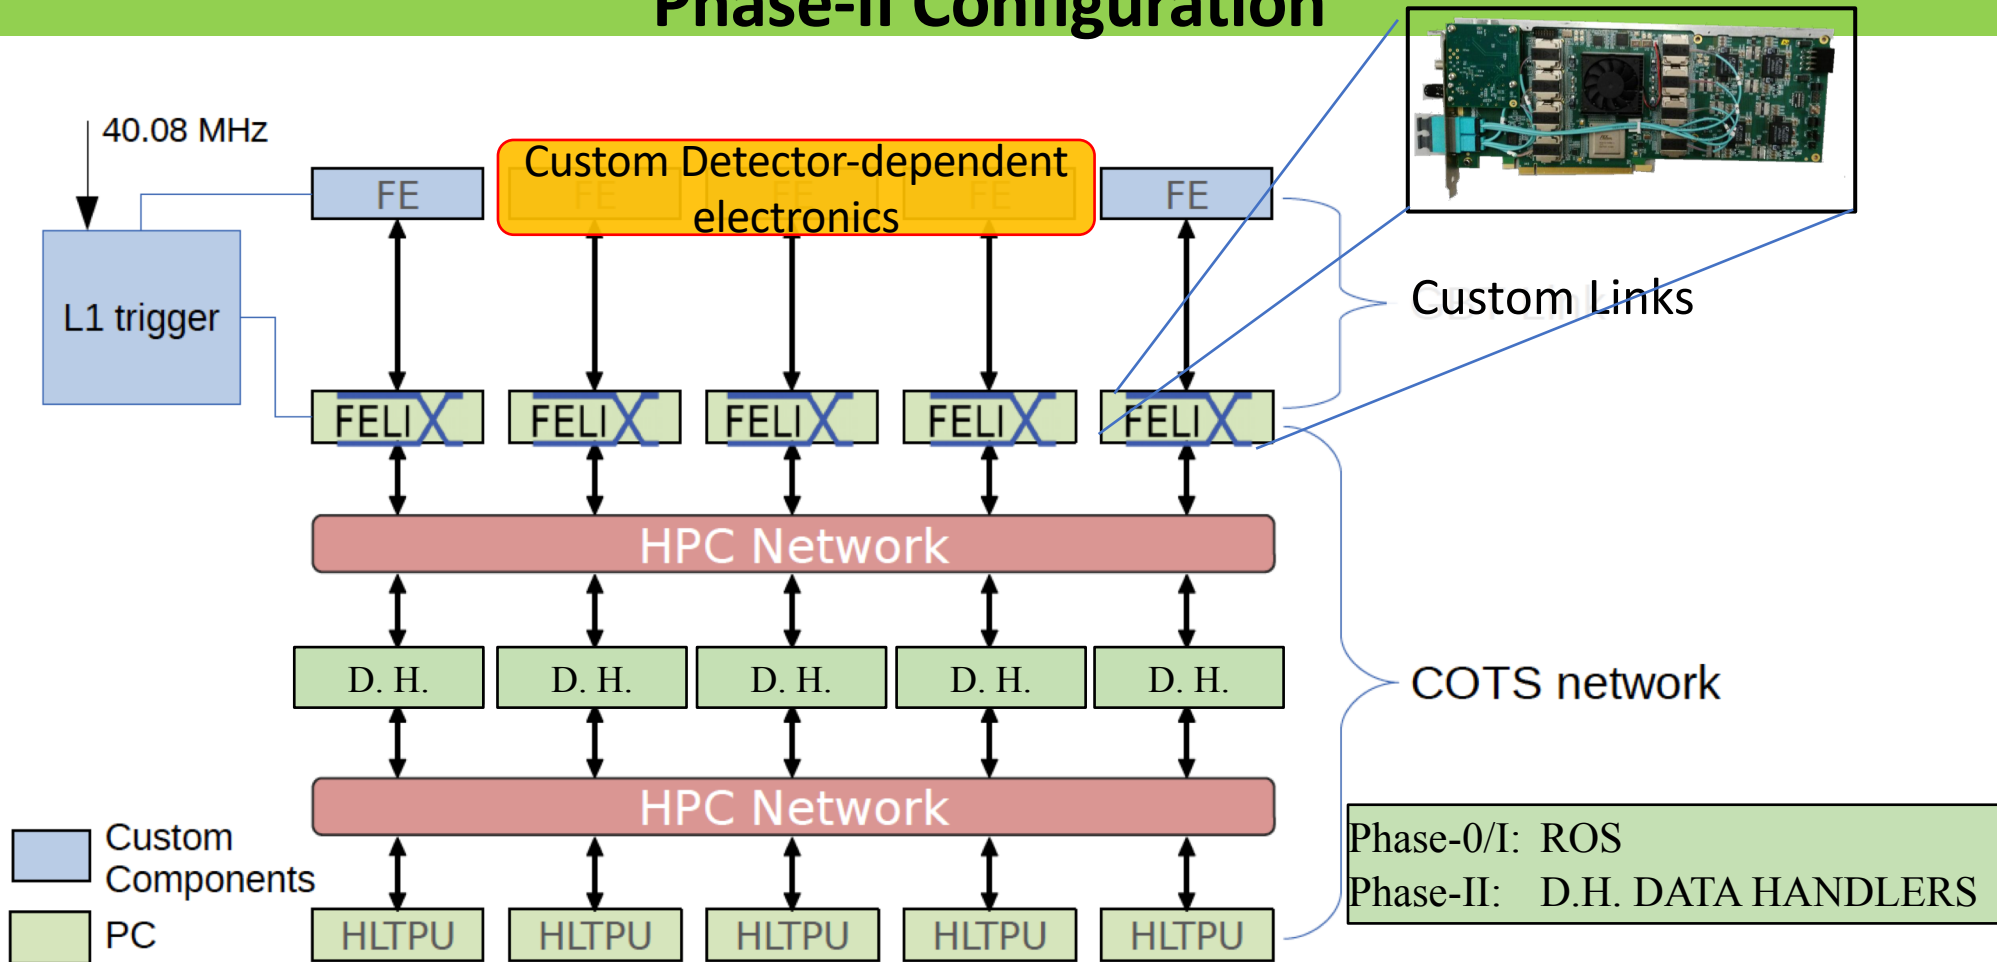 Phase-II Configuration
40.08 MHz
FE
Custom Detector-dependent
electronics
FE
L1 trigger
Custom Links
FELIX FELIX FELIX FELIX FELIX
HPC Network
D. H. D. H. D. H. D. H. D. H.
COTS network
HPC Network
Custom
Components
PC
HLTPU HLTPU HLTPU HLTPU HLTPU
Phase-0/I: ROS
Phase-II: D.H. DATA HANDLERS